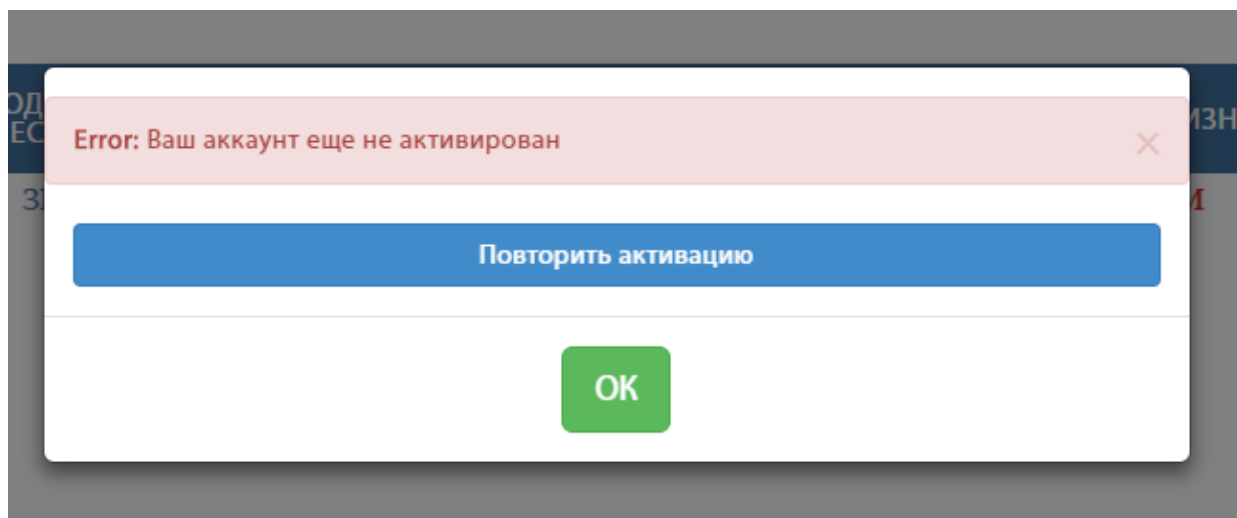 Error: Ваш аккаунт еще не активирован
Повторить активацию
OK